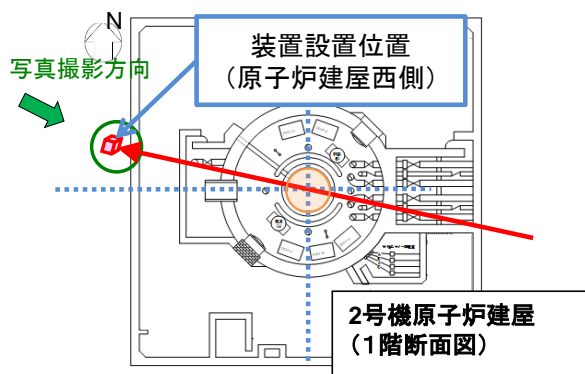 N
装置設置位置
（原子炉建屋西側）
写真撮影方向
2号機原子炉建屋
（1階断面図）